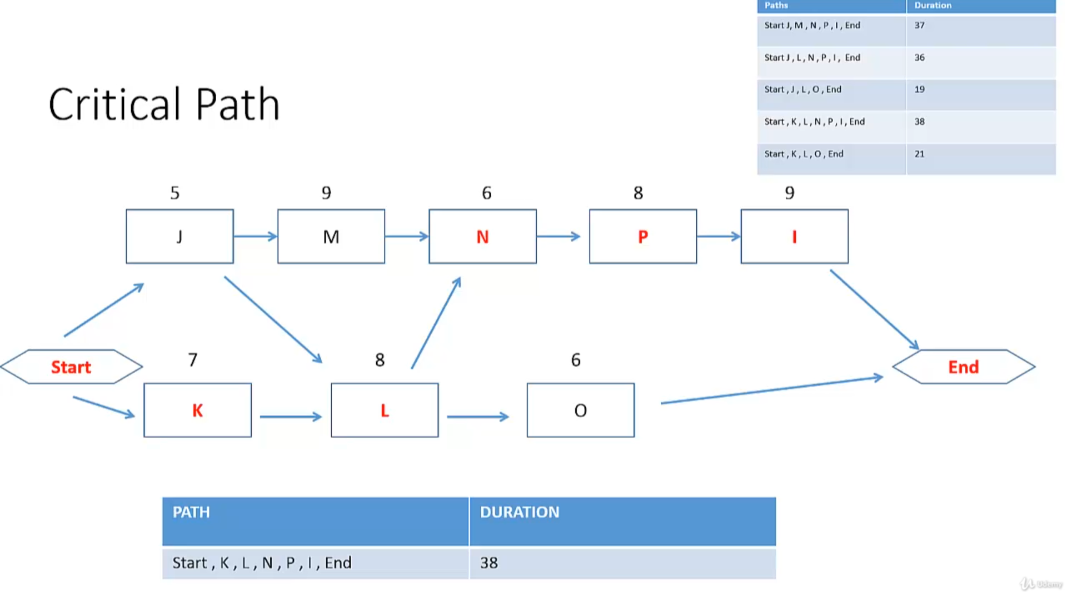 Paths Duration
Start J, M , N , P , I , End 37
Start J , L , N , P , I , End 36
Start , J , L , O , End 19
Start , K , L , N , P , I , End 38
Start , K , L , O , End 21
Critical Path
5 9 6 8 9
J M N P I
Start End
7 8 6
K L O
PATH DURATION
Start , K , L , N , P , I , End 38
Udemy